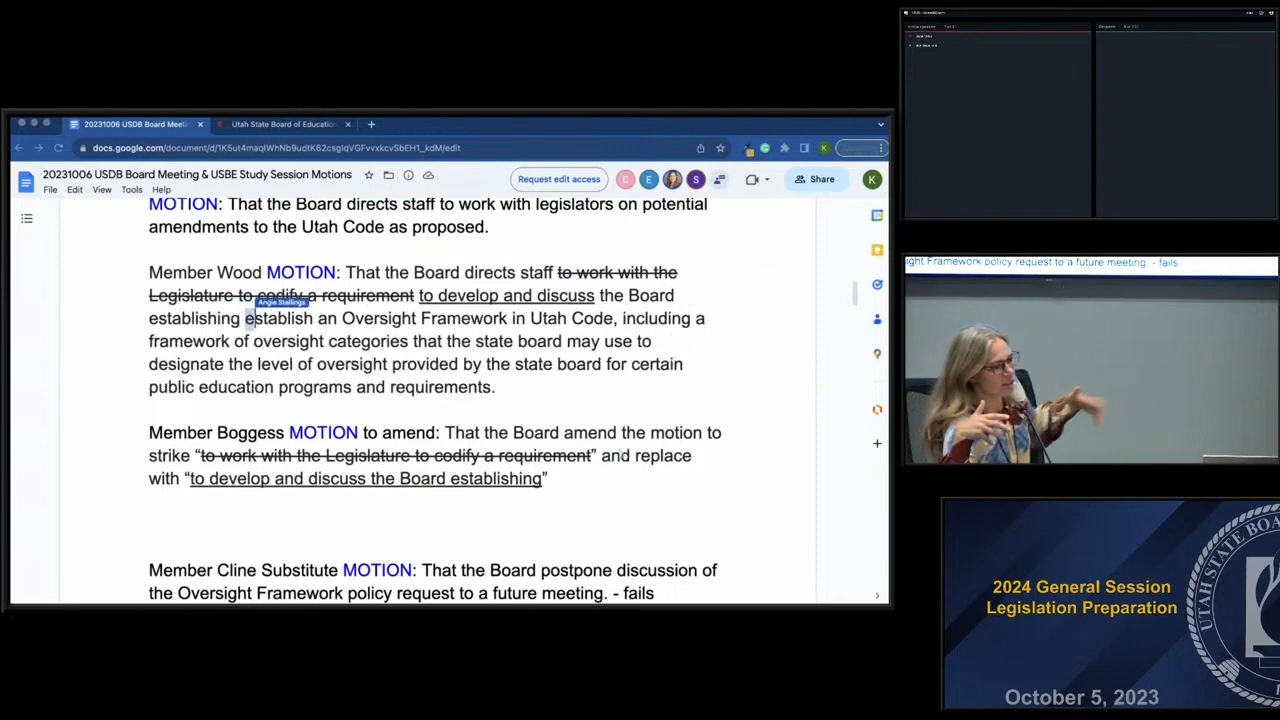 20231006 USDB Board Meeti
Utah State Board of Education
docs.google.com/document/d/1K5ut4maqIWhNb9udtK62csglqVGFvvxkcvSbEH1_kdM/edit
20231006 USDB Board Meeting & USBE Study Session Motions
File Edit View Tools Help
Request edit access
C E S
Share
K
MOTION: That the Board directs staff to work with legislators on potential
amendments to the Utah Code as proposed.
Member Wood MOTION: That the Board directs staff to work with the
Legislature to codify a requirement to develop and discuss the Board
Angie Stallings
establishing establish an Oversight Framework in Utah Code, including a
framework of oversight categories that the state board may use to
designate the level of oversight provided by the state board for certain
public education programs and requirements.
Member Boggess MOTION to amend: That the Board amend the motion to
strike “to work with the Legislature to codify a requirement” and replace
with “to develop and discuss the Board establishing”
Member Cline Substitute MOTION: That the Board postpone discussion of
the Oversight Framework policy request to a future meeting. - fails
ght Framework policy request to a future meeting. - fails
2024 General Session
Legislation Preparation
October 5, 2023
UTAH STATE BOA